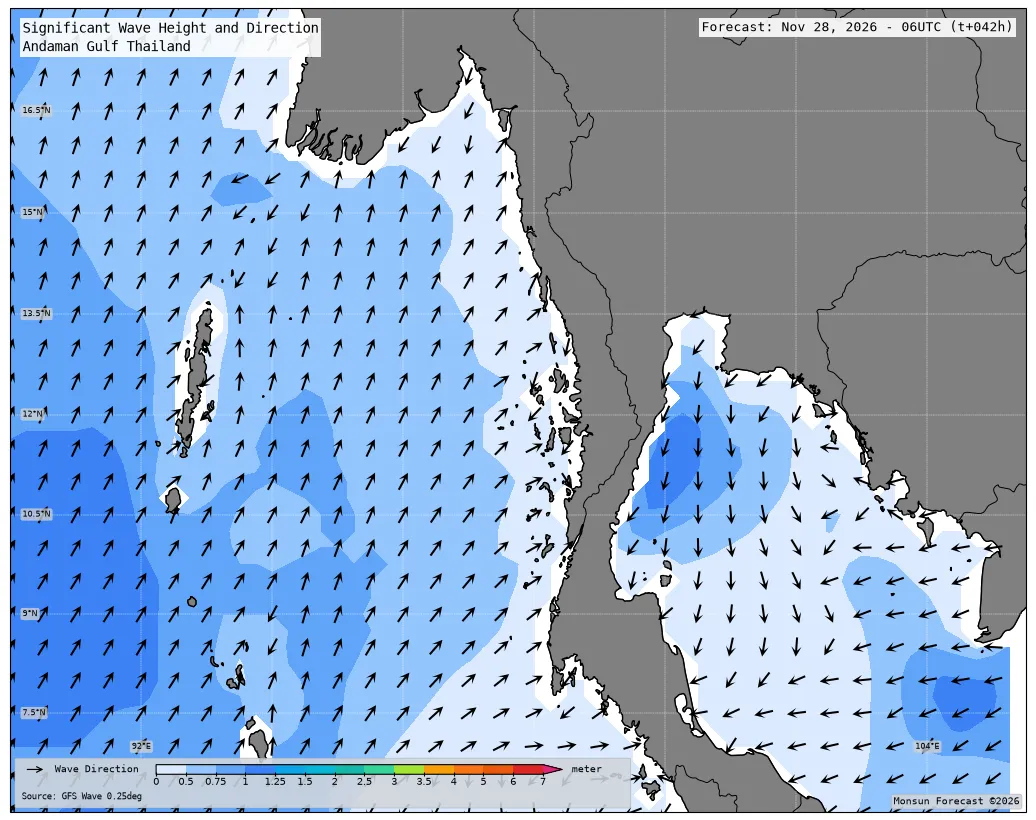 Significant Wave Height and Direction
Andaman Gulf Thailand
Forecast: Nov 28, 2026 - 06UTC (t+042h)
16.5°N
15°N
13.5°N
12°N
10.5°N
9°N
7.5°N
92°E
104°E
Wave Direction
meter
0.5 0.75 1 1.25 1.5 2 2.5 3 3.5 4 5 6 7
Source: GFS Wave 0.25deg
Monsun Forecast ©2026